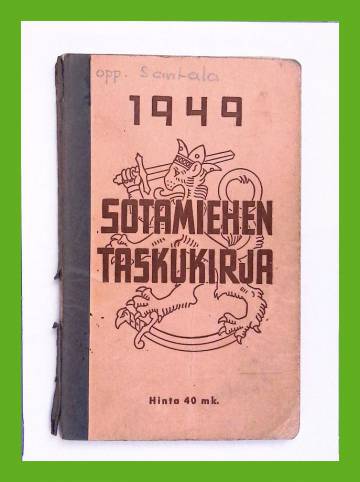 opp. Santala
1949
SOTAMIEHEN
TASKUKIRJA
Hinta 40 mk.